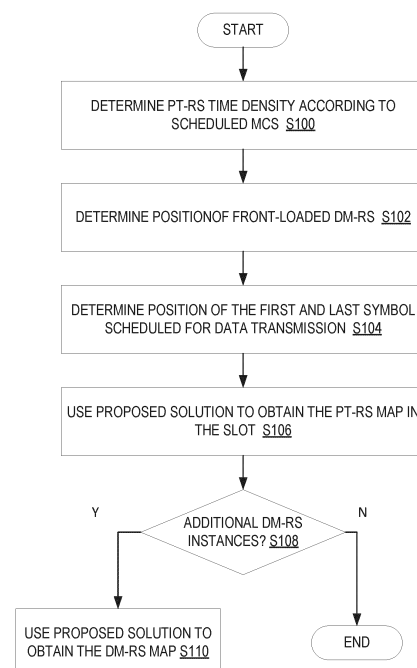 START
DETERMINE PT-RS TIME DENSITY ACCORDING TO
SCHEDULED MCS S100
DETERMINE POSITIONOF FRONT-LOADED DM-RS S102
DETERMINE POSITION OF THE FIRST AND LAST SYMBOL
SCHEDULED FOR DATA TRANSMISSION S104
USE PROPOSED SOLUTION TO OBTAIN THE PT-RS MAP IN
THE SLOT S106
Y
ADDITIONAL DM-RS
INSTANCES? S108
N
USE PROPOSED SOLUTION TO
OBTAIN THE DM-RS MAP S110
END